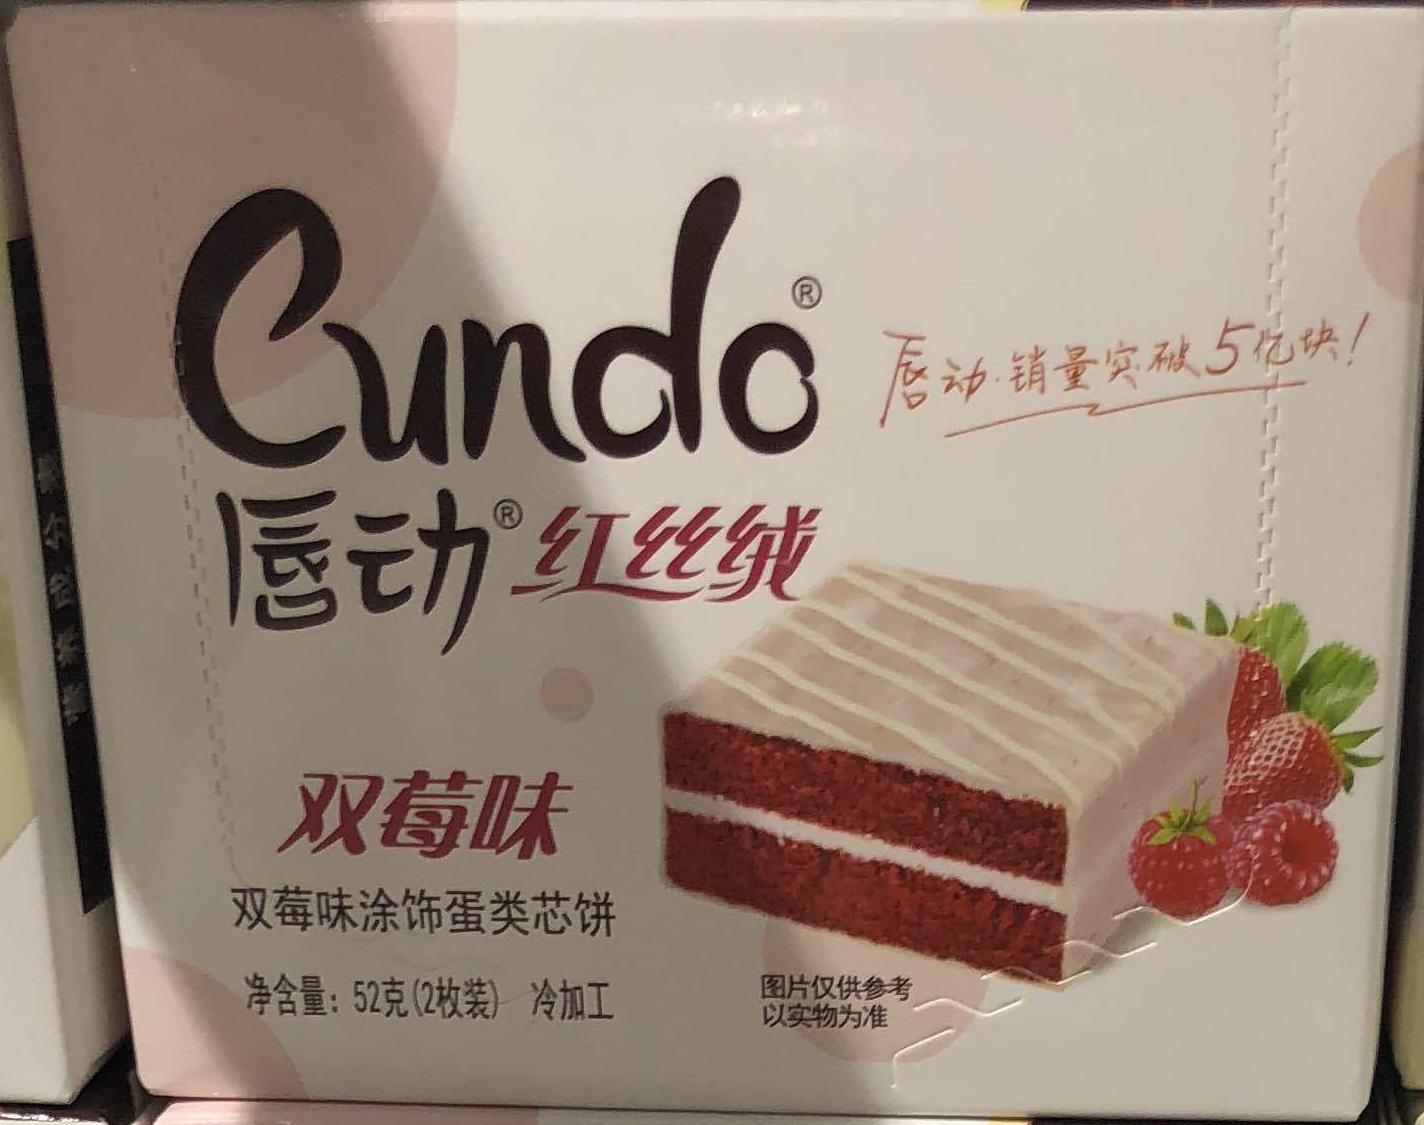 Cundo®
唇动·销量突破5亿块!
唇动®红丝绒
双莓味
双莓味涂饰蛋类芯饼
净含量：52克(2枚装) 冷加工
图片仅供参考
以实物为准